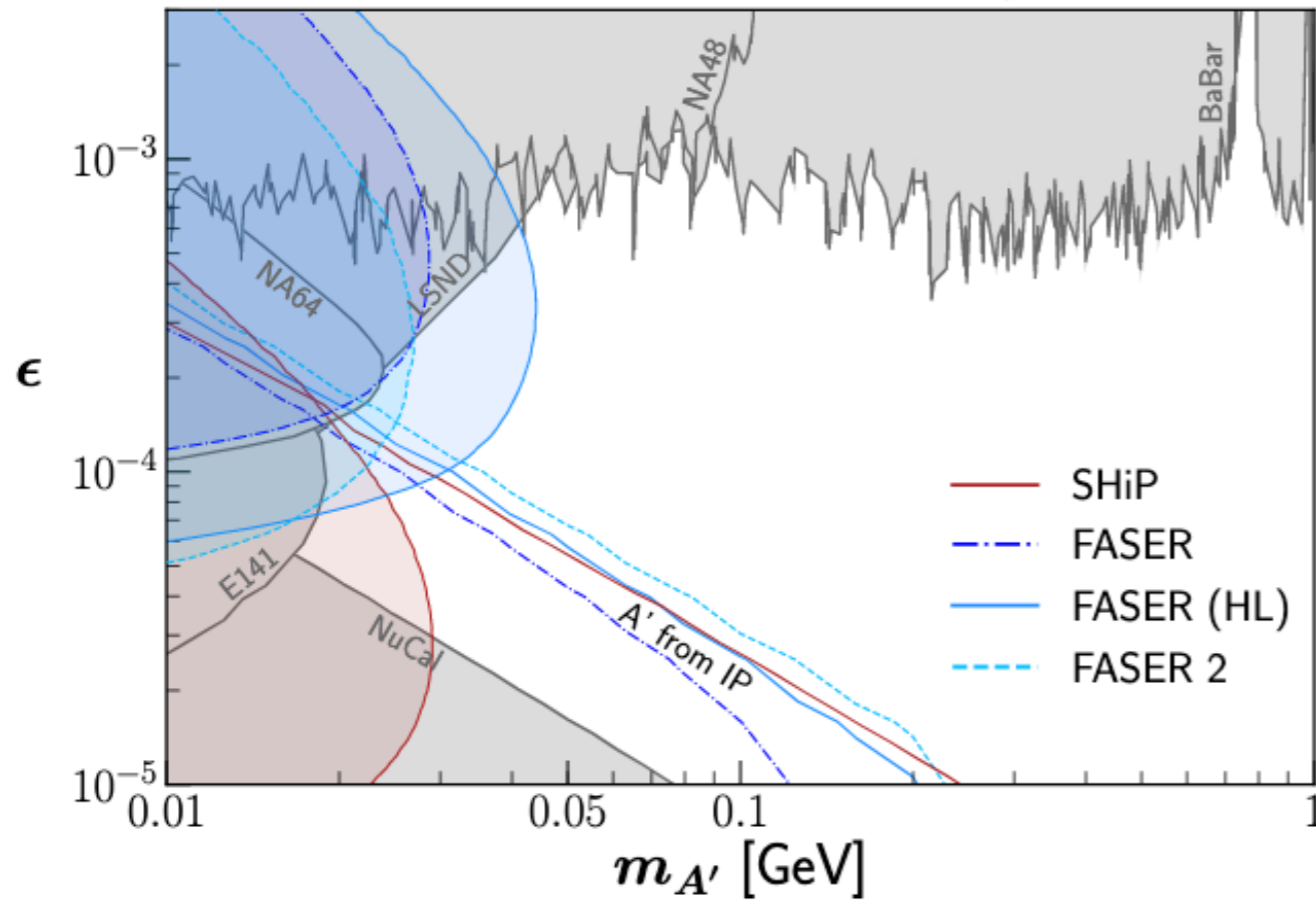 NA48
BaBar
10⁻³
NA64
LSND
ϵ
10⁻⁴
SHiP
FASER
FASER (HL)
FASER 2
E141
NuCal
A' from IP
10⁻⁵
0.01 0.05 0.1 1
m_A′ [GeV]